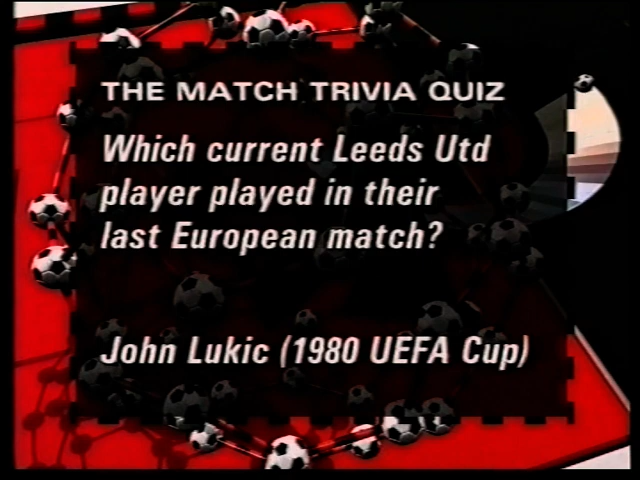 THE MATCH TRIVIA QUIZ
Which current Leeds Utd
player played in their
last European match?
John Lukic (1980 UEFA Cup)